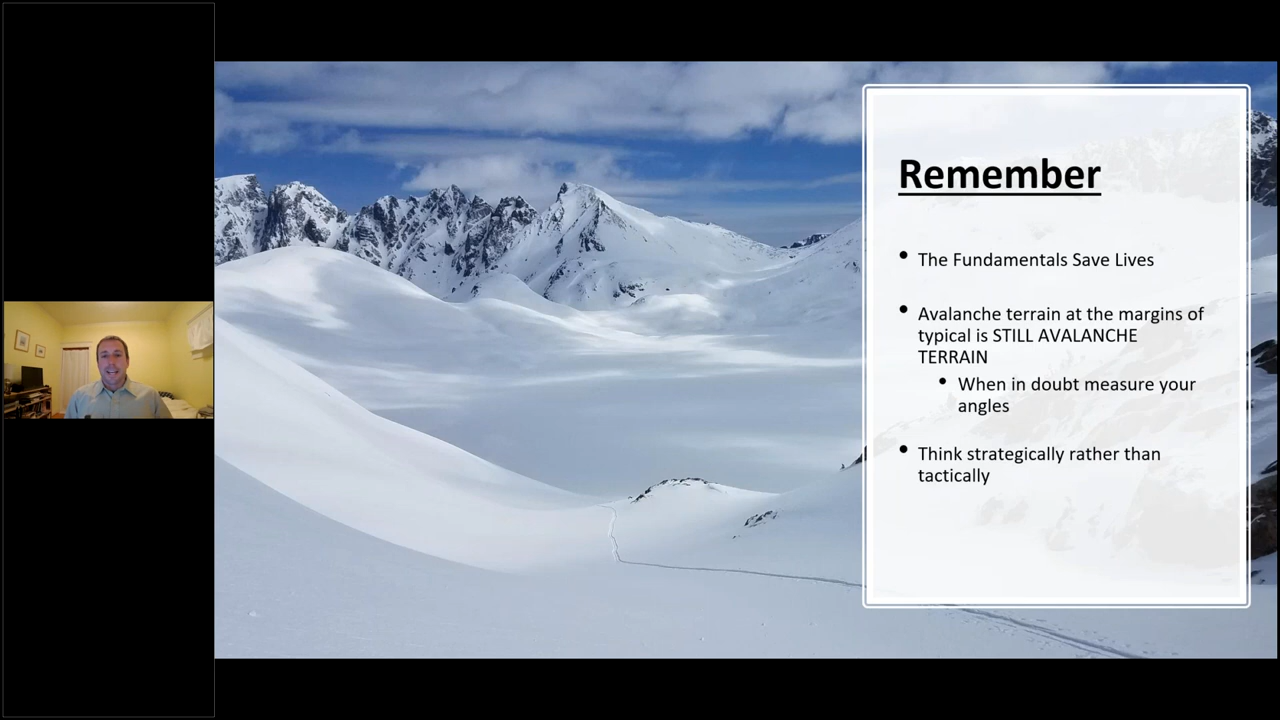 Remember
• The Fundamentals Save Lives
• Avalanche terrain at the margins of
typical is STILL AVALANCHE
TERRAIN
• When in doubt measure your
angles
• Think strategically rather than
tactically